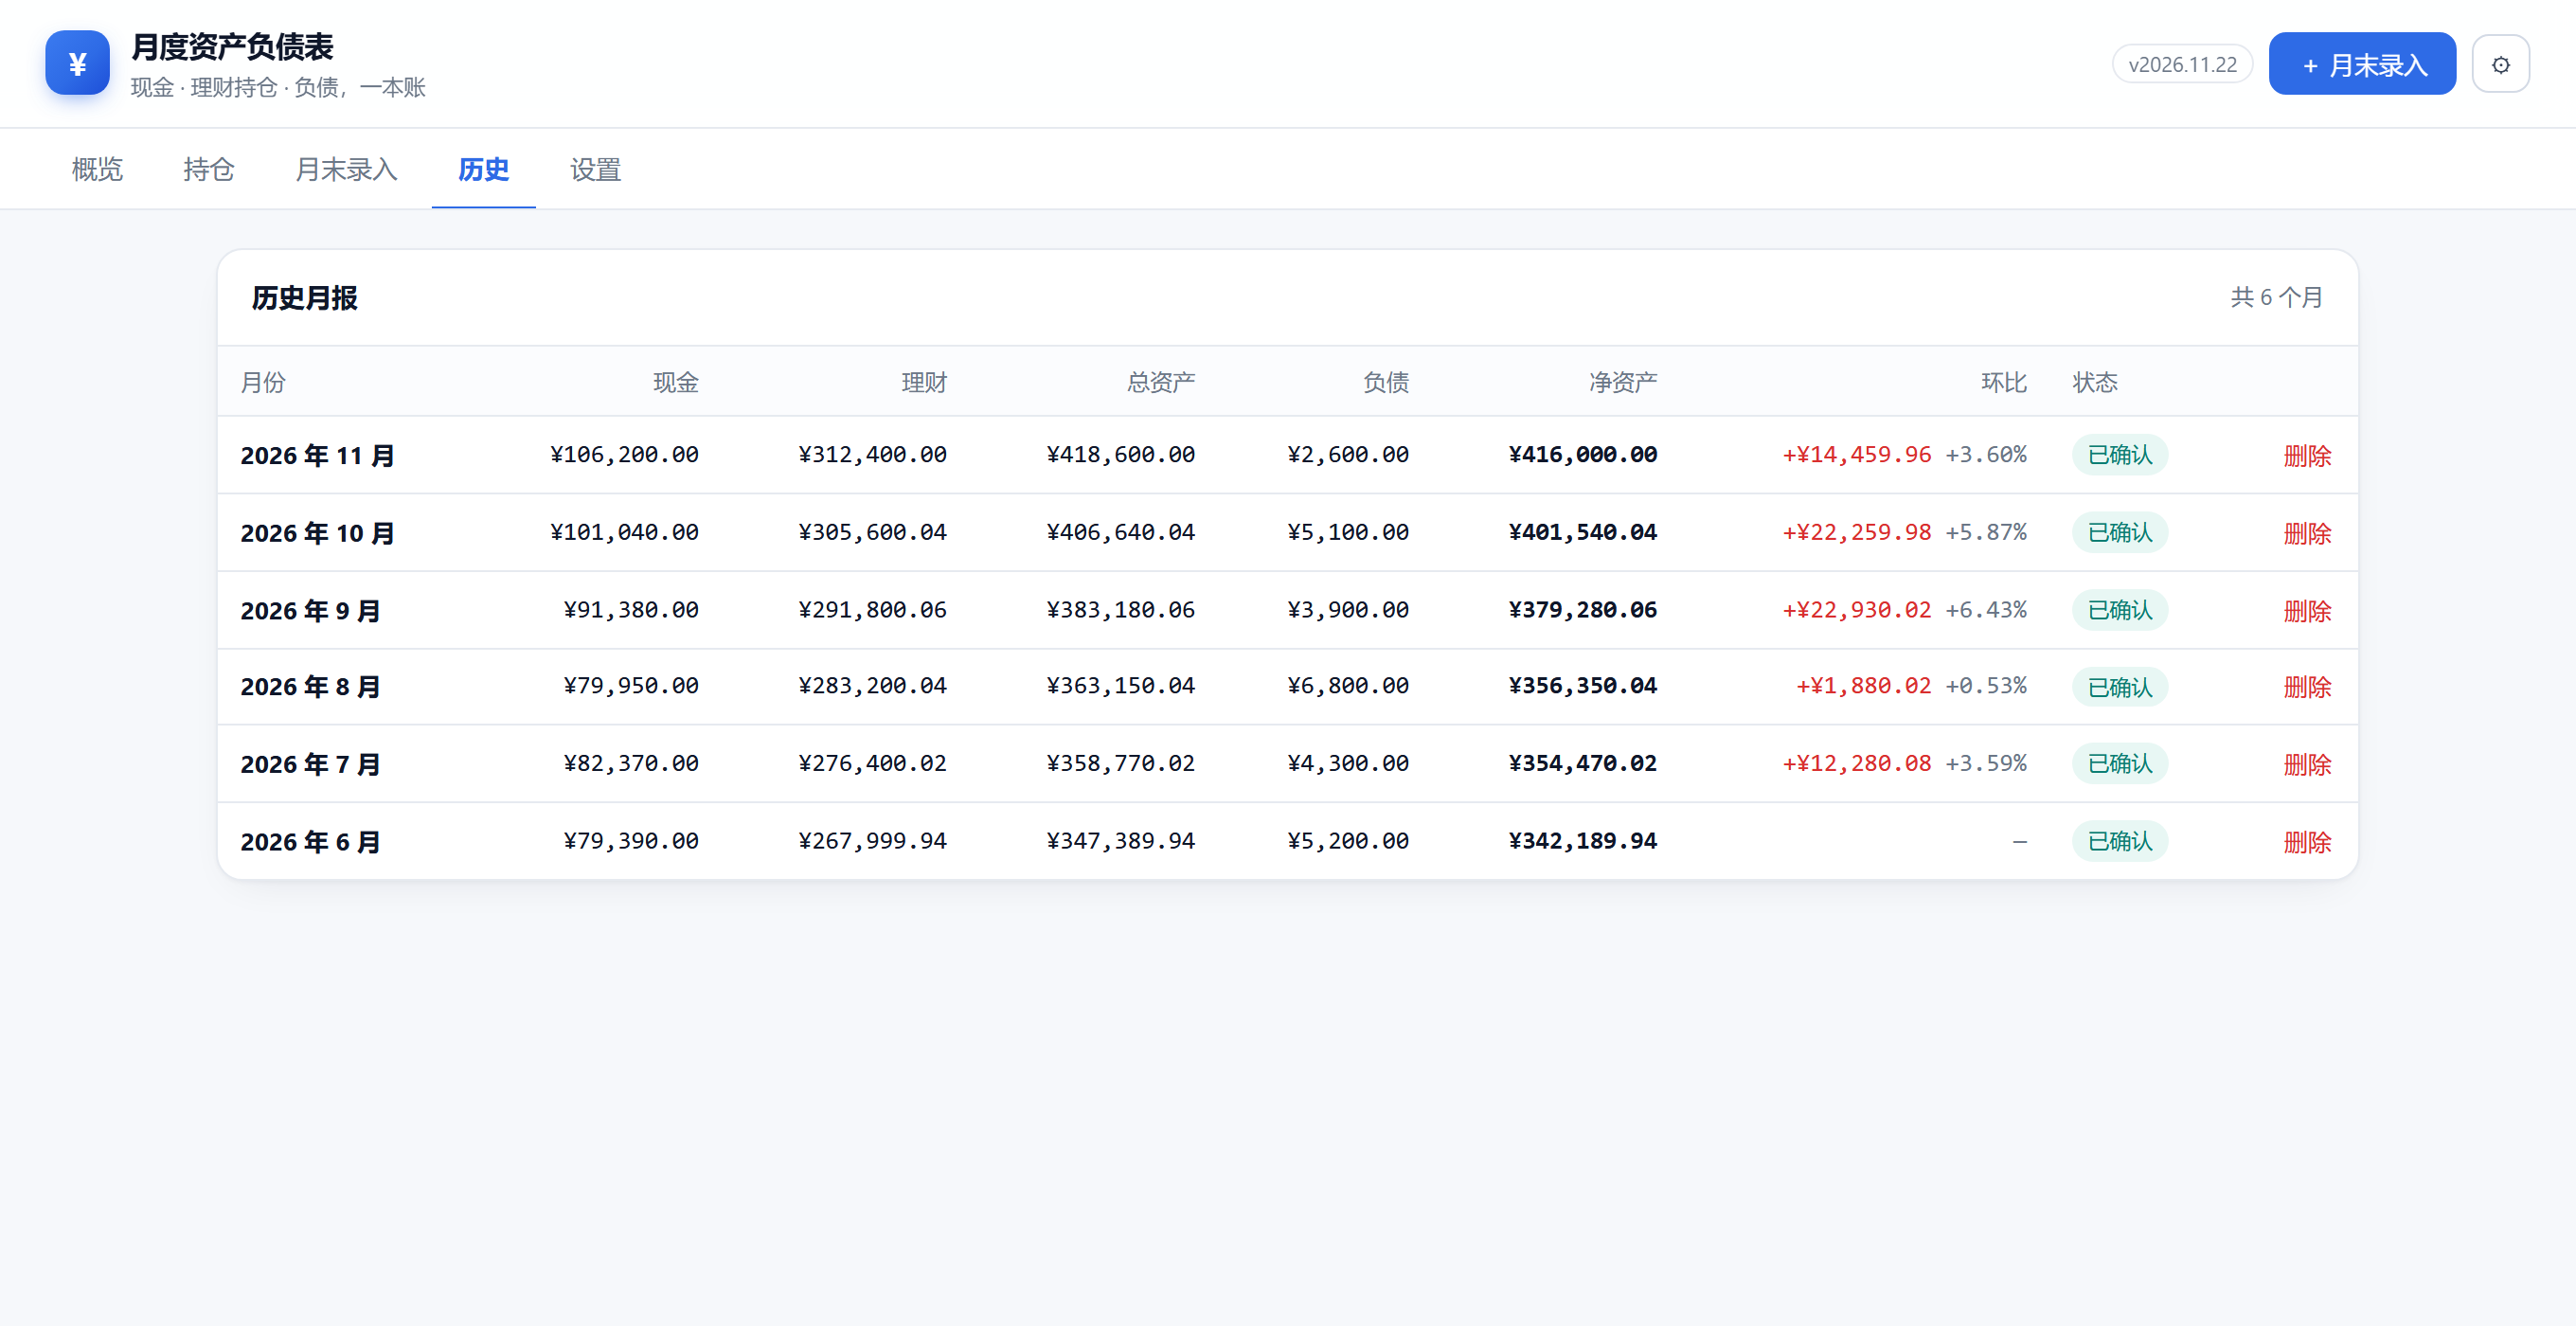 ¥
月度资产负债表
现金 · 理财持仓 · 负债，一本账
v2026.11.22
+ 月末录入
概览 持仓 月末录入 历史 设置
历史月报
共 6 个月
月份 现金 理财 总资产 负债 净资产 环比 状态
2026 年 11 月 ¥106,200.00 ¥312,400.00 ¥418,600.00 ¥2,600.00 ¥416,000.00 +¥14,459.96 +3.60% 已确认 删除
2026 年 10 月 ¥101,040.00 ¥305,600.04 ¥406,640.04 ¥5,100.00 ¥401,540.04 +¥22,259.98 +5.87% 已确认 删除
2026 年 9 月 ¥91,380.00 ¥291,800.06 ¥383,180.06 ¥3,900.00 ¥379,280.06 +¥22,930.02 +6.43% 已确认 删除
2026 年 8 月 ¥79,950.00 ¥283,200.04 ¥363,150.04 ¥6,800.00 ¥356,350.04 +¥1,880.02 +0.53% 已确认 删除
2026 年 7 月 ¥82,370.00 ¥276,400.02 ¥358,770.02 ¥4,300.00 ¥354,470.02 +¥12,280.08 +3.59% 已确认 删除
2026 年 6 月 ¥79,390.00 ¥267,999.94 ¥347,389.94 ¥5,200.00 ¥342,189.94 — 已确认 删除